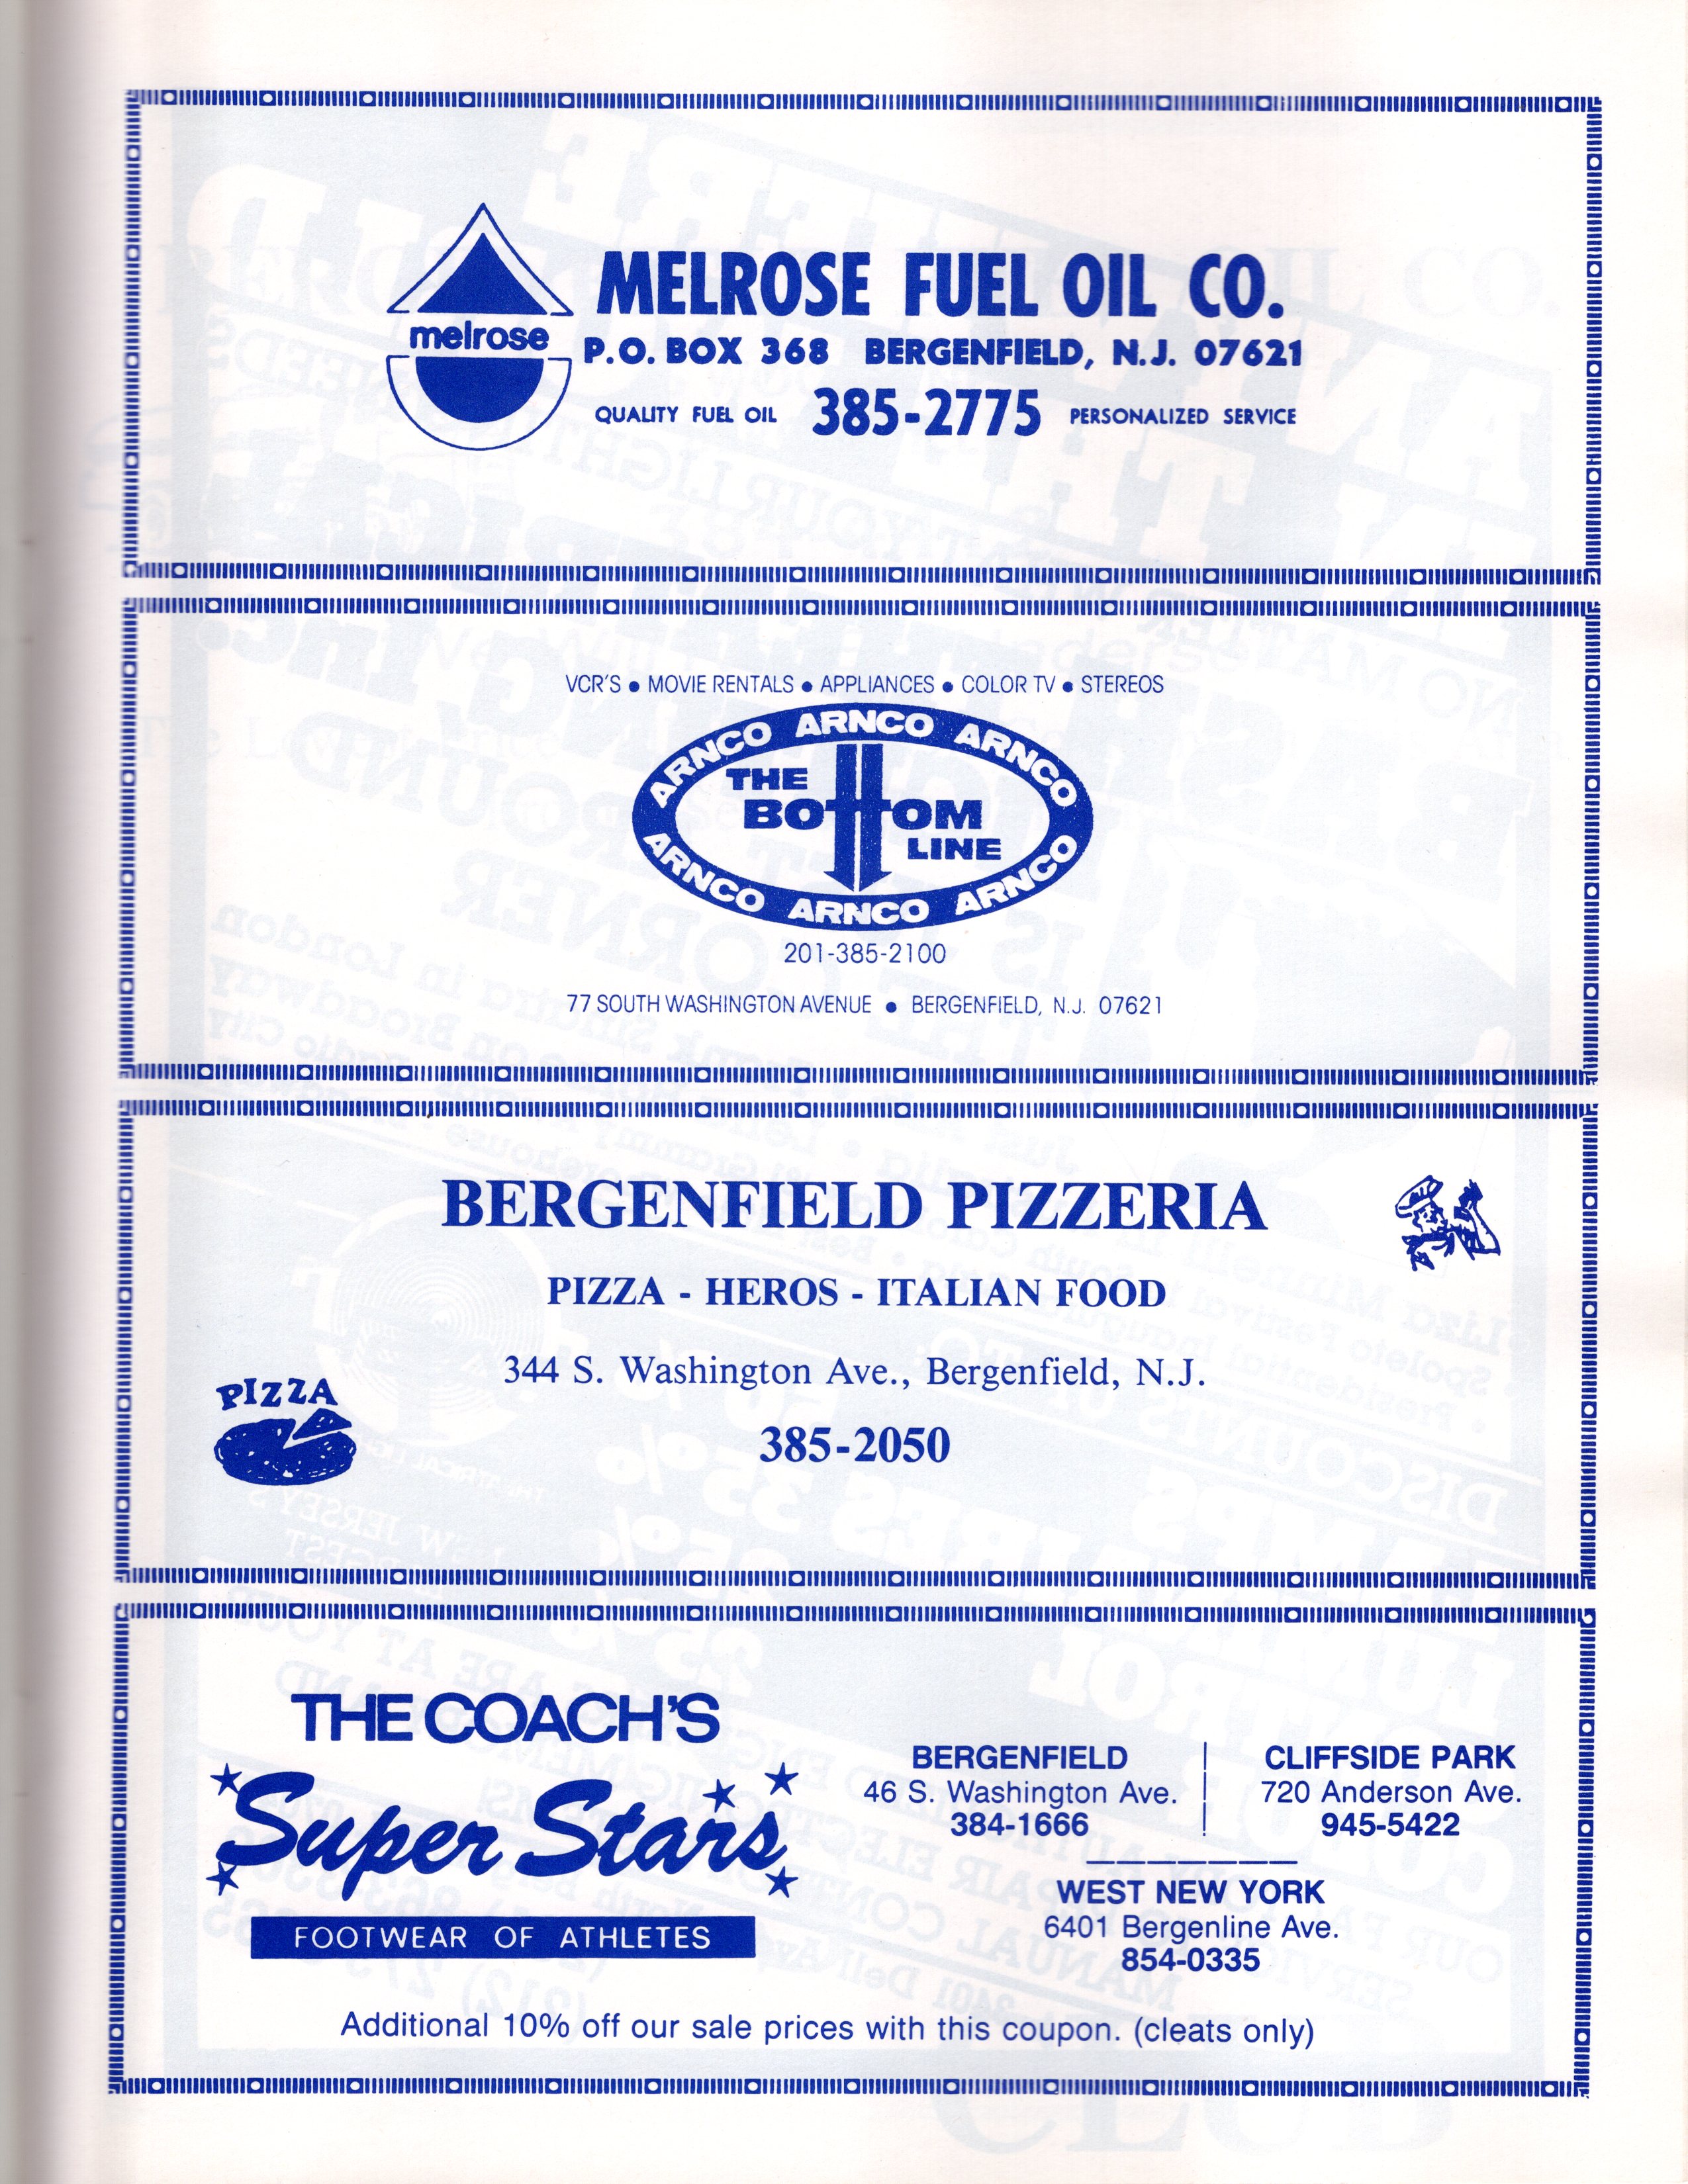 melrose
MELROSE FUEL OIL CO.
P.O. BOX 368 BERGENFIELD, N.J. 07621
QUALITY FUEL OIL 385-2775 PERSONALIZED SERVICE
VCR'S • MOVIE RENTALS • APPLIANCES • COLOR TV • STEREOS
ARNCO ARNCO ARNCO
THE
BOTTOM
LINE
ARNCO ARNCO ARNCO
201-385-2100
77 SOUTH WASHINGTON AVENUE • BERGENFIELD, N.J. 07621
BERGENFIELD PIZZERIA
PIZZA - HEROS - ITALIAN FOOD
344 S. Washington Ave., Bergenfield, N.J.
PIZZA
385-2050
THE COACH'S
Super Stars
FOOTWEAR OF ATHLETES
BERGENFIELD
46 S. Washington Ave.
384-1666
CLIFFSIDE PARK
720 Anderson Ave.
945-5422
WEST NEW YORK
6401 Bergenline Ave.
854-0335
Additional 10% off our sale prices with this coupon. (cleats only)